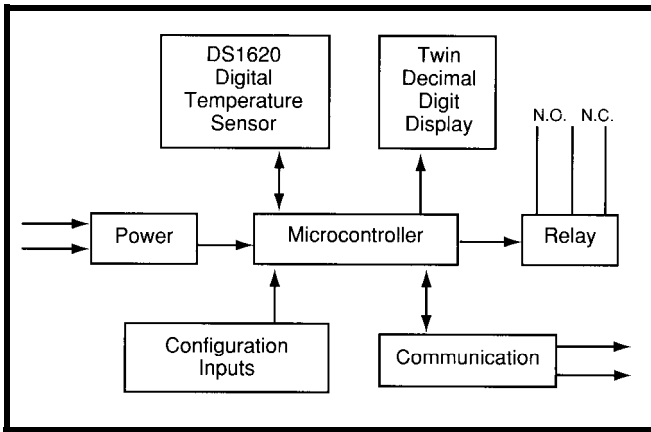 DS1620
Digital
Temperature
Sensor
Twin
Decimal
Digit
Display
N.O. N.C.
Power
Microcontroller
Relay
Configuration
Inputs
Communication